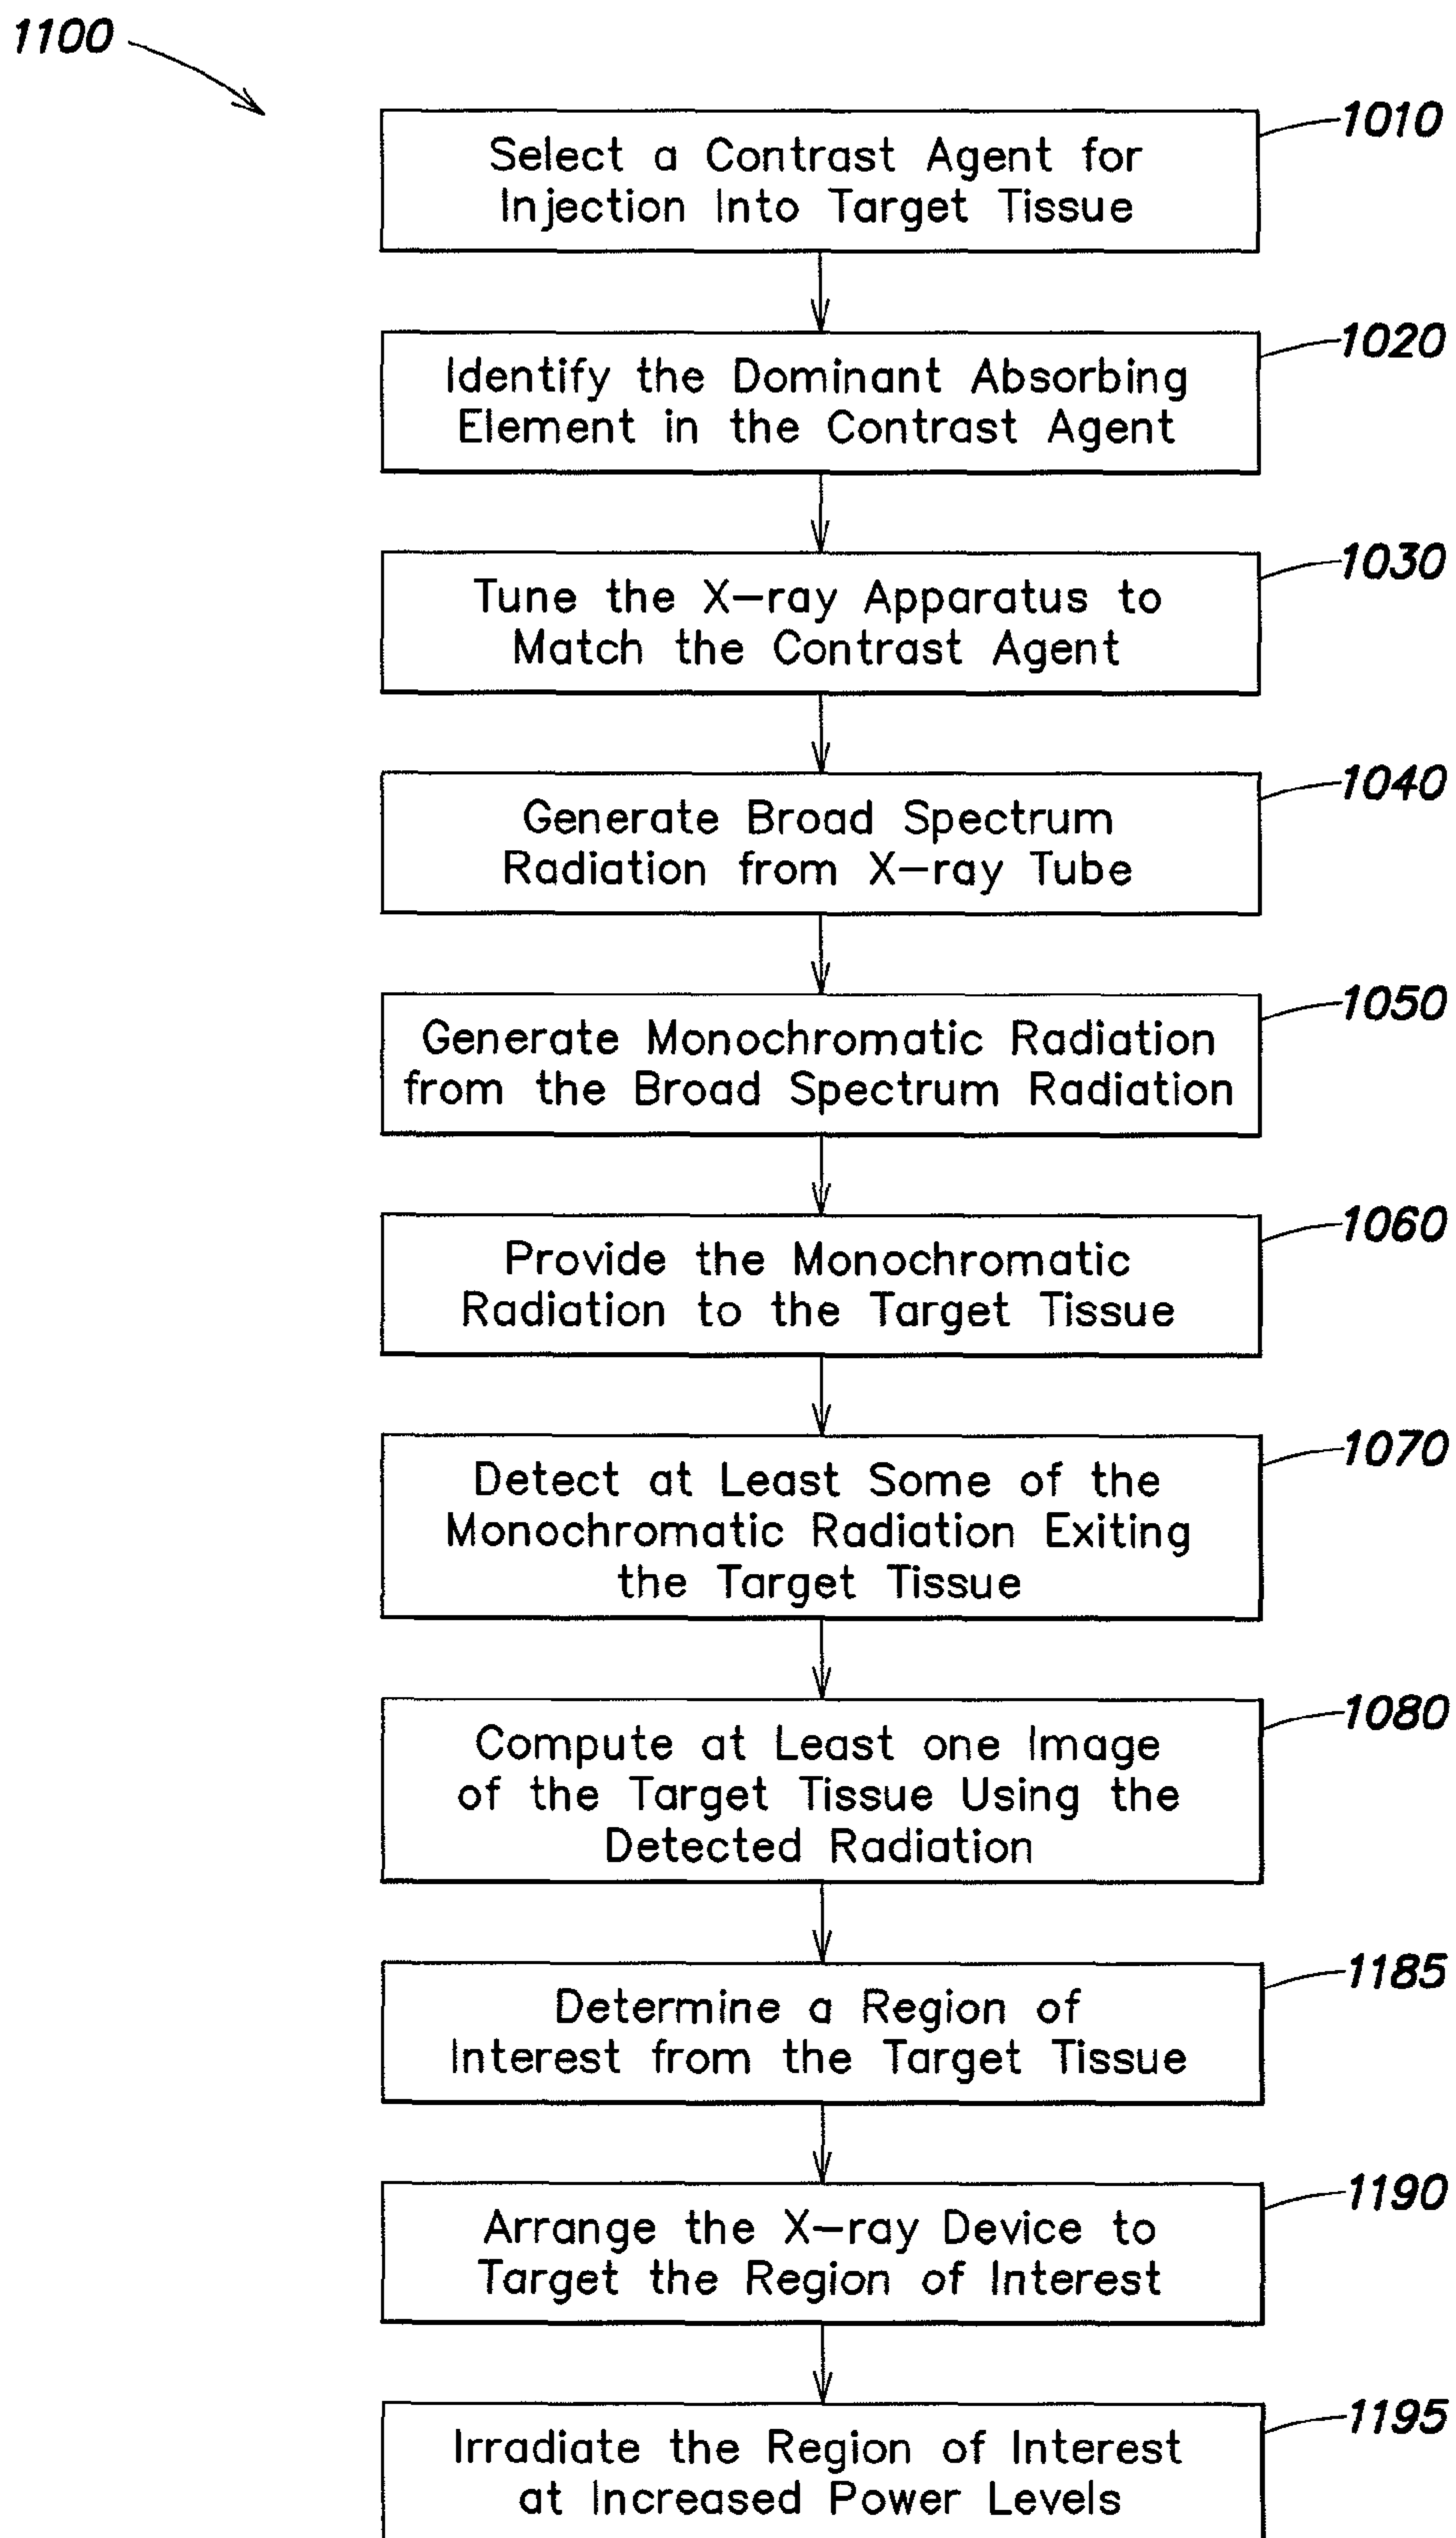 1100
1010
Select a Contrast Agent for
Injection Into Target Tissue
1020
Identify the Dominant Absorbing
Element in the Contrast Agent
1030
Tune the X-ray Apparatus to
Match the Contrast Agent
1040
Generate Broad Spectrum
Radiation from X-ray Tube
1050
Generate Monochromatic Radiation
from the Broad Spectrum Radiation
1060
Provide the Monochromatic
Radiation to the Target Tissue
1070
Detect at Least Some of the
Monochromatic Radiation Exiting
the Target Tissue
1080
Compute at Least one Image
of the Target Tissue Using the
Detected Radiation
1185
Determine a Region of
Interest from the Target Tissue
1190
Arrange the X-ray Device to
Target the Region of Interest
1195
Irradiate the Region of Interest
at Increased Power Levels